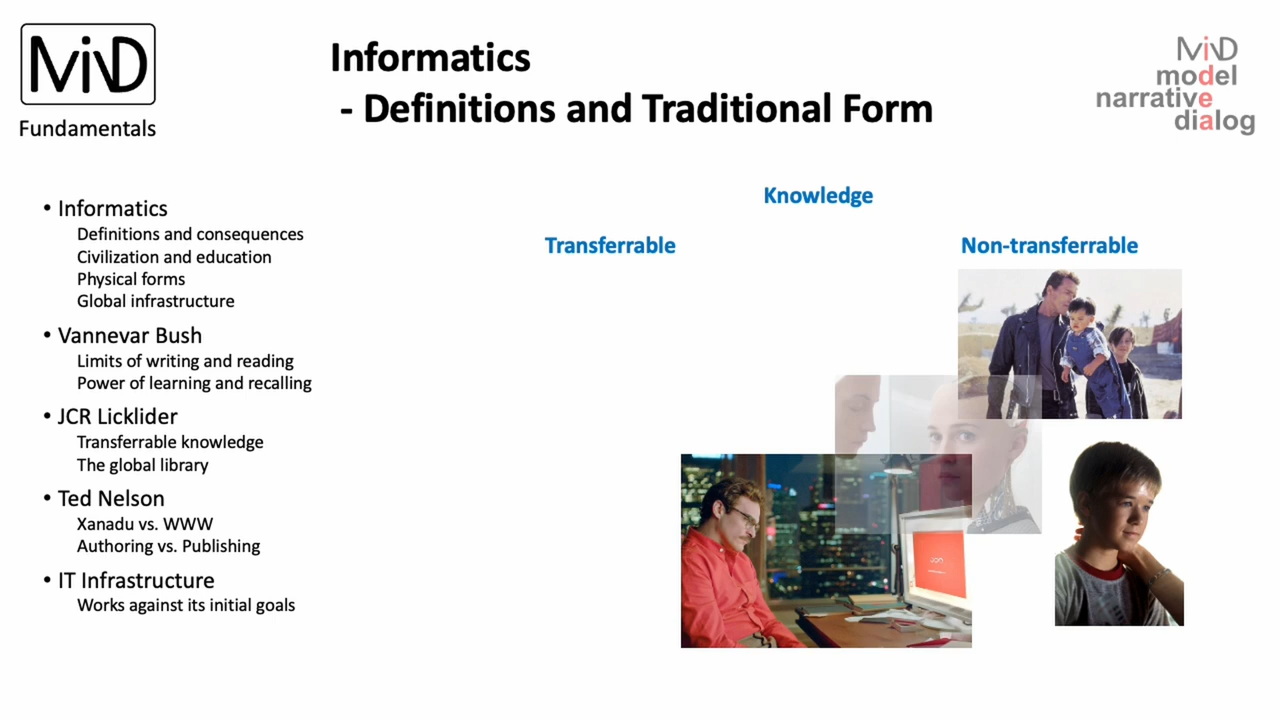 MiND
Fundamentals
Informatics
- Definitions and Traditional Form
MiND
model
narrative
dialog
• Informatics
Definitions and consequences
Civilization and education
Physical forms
Global infrastructure
• Vannevar Bush
Limits of writing and reading
Power of learning and recalling
• JCR Licklider
Transferrable knowledge
The global library
• Ted Nelson
Xanadu vs. WWW
Authoring vs. Publishing
• IT Infrastructure
Works against its initial goals
Knowledge
Transferrable
Non-transferrable